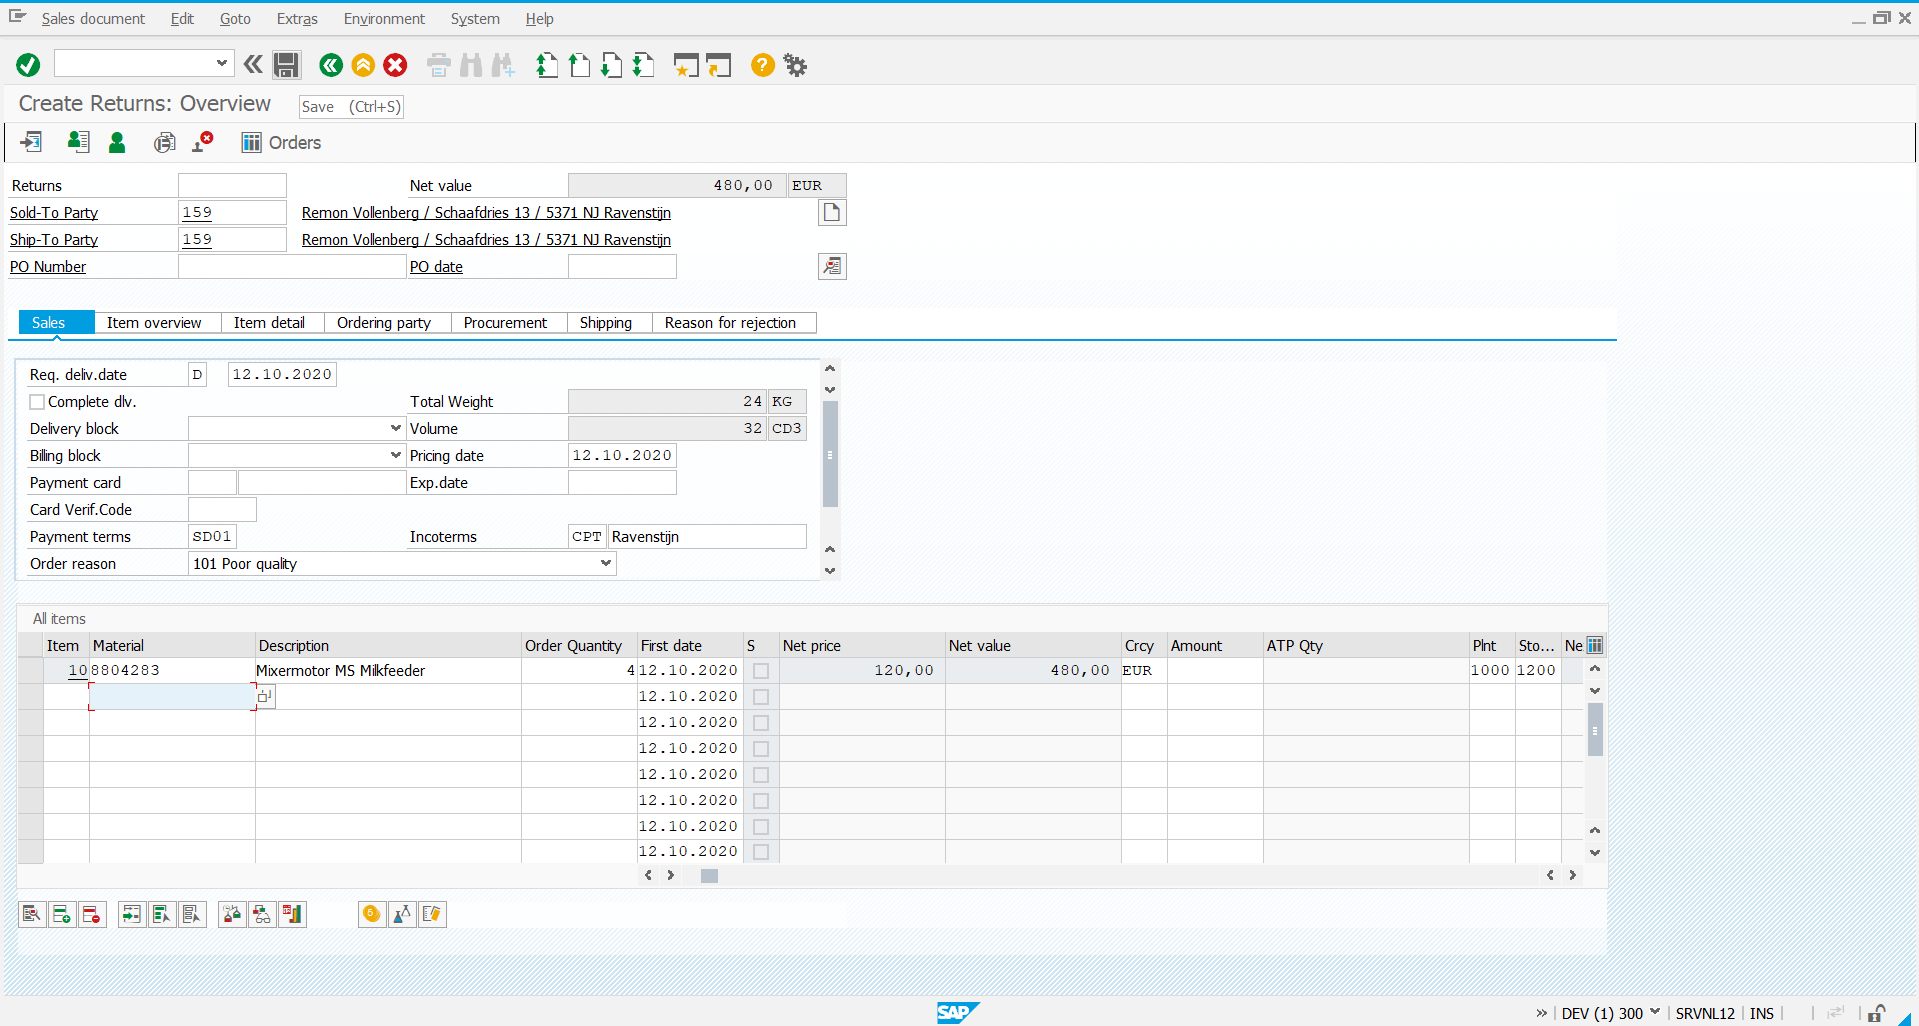 Sales document Edit Goto Extras Environment System Help
Create Returns: Overview Save (Ctrl+S)
Orders
Returns Net value 480,00 EUR
Sold-To Party 159 Remon Vollenberg / Schaafdries 13 / 5371 NJ Ravenstijn
Ship-To Party 159 Remon Vollenberg / Schaafdries 13 / 5371 NJ Ravenstijn
PO Number PO date
Sales Item overview Item detail Ordering party Procurement Shipping Reason for rejection
Req. deliv.date D 12.10.2020
Complete dlv. Total Weight 24 KG
Delivery block Volume 32 CD3
Billing block Pricing date 12.10.2020
Payment card Exp.date
Card Verif.Code
Payment terms SD01 Incoterms CPT Ravenstijn
Order reason 101 Poor quality
All items
Item Material Description Order Quantity First date S Net price Net value Crcy Amount ATP Qty Plnt Sto... Ne
10 8804283 Mixermotor MS Milkfeeder 4 12.10.2020 120,00 480,00 EUR 1000 1200
12.10.2020
12.10.2020
12.10.2020
12.10.2020
12.10.2020
12.10.2020
12.10.2020
SAP DEV (1) 300 SRVNL12 INS